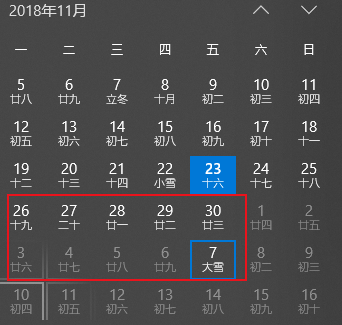 2018年11月
一 二 三 四 五 六 日
5 6 7 8 9 10 11
廿八 廿九 立冬 十月 初二 初三 初四
12 13 14 15 16 17 18
初五 初六 初七 初八 初九 初十 十一
19 20 21 22 23 24 25
十二 十三 十四 小雪 十六 十七 十八
26 27 28 29 30 1 2
十九 二十 廿一 廿二 廿三 廿四 廿五
3 4 5 6 7 8 9
廿六 廿七 廿八 廿九 大雪 初二 初三
10 11 12 13 14 15 16
初四 初五 初六 初七 初八 初九 初十